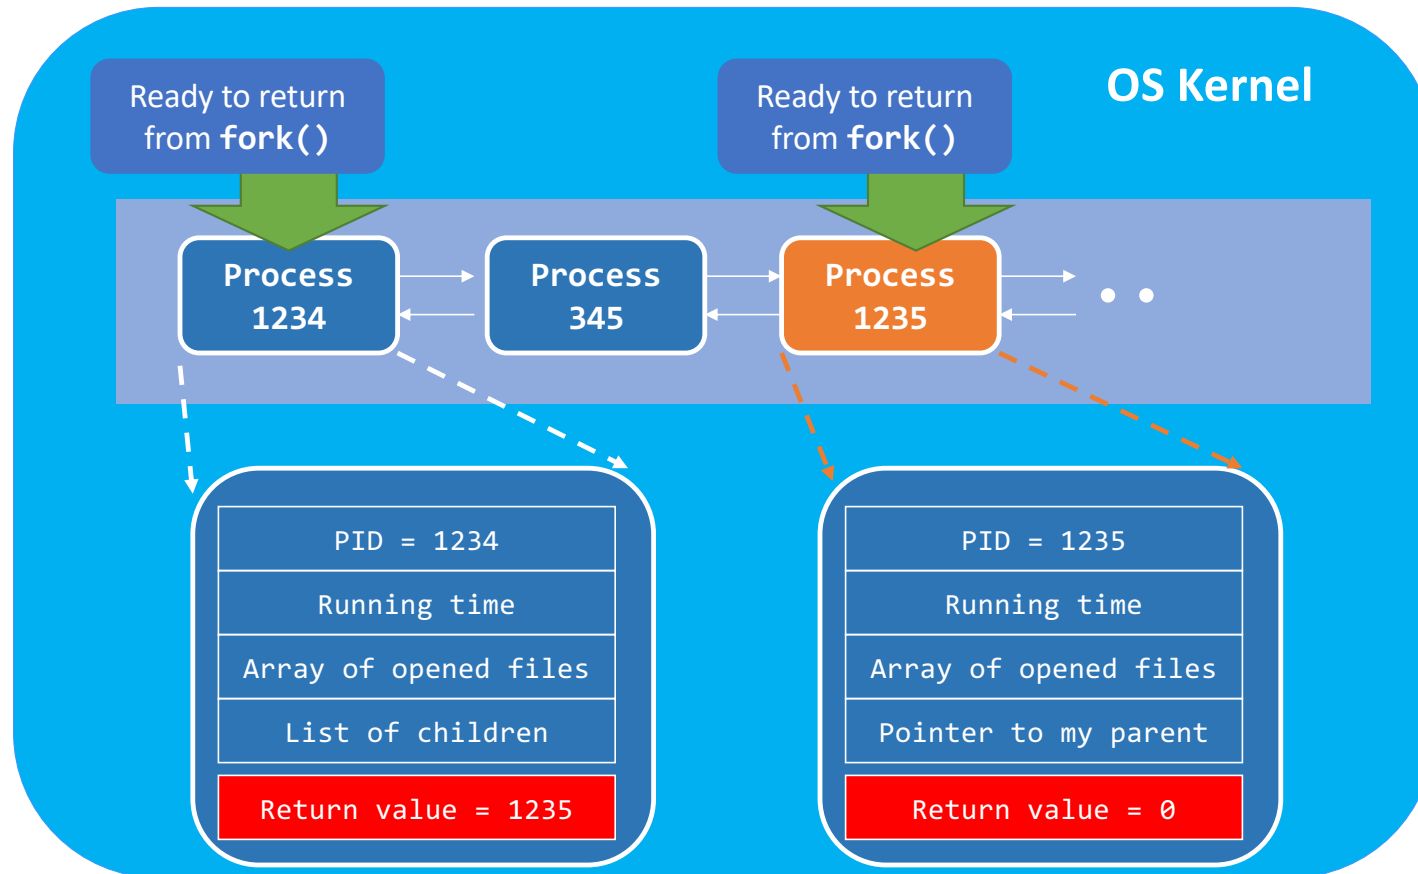 OS Kernel
Ready to return
from fork()
Ready to return
from fork()
Process
1234
Process
345
Process
1235
PID = 1234
Running time
Array of opened files
List of children
Return value = 1235
PID = 1235
Running time
Array of opened files
Pointer to my parent
Return value = 0